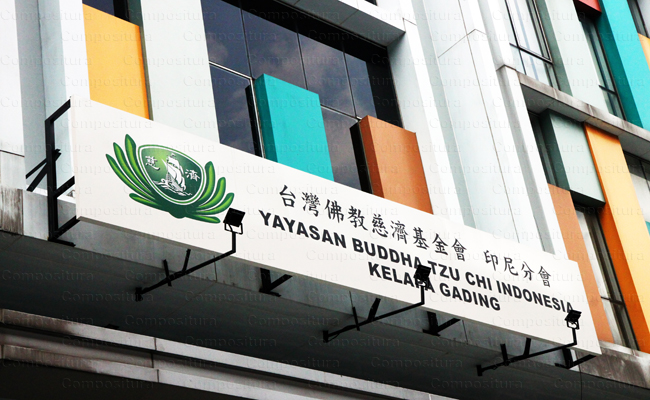 慈 濟
台灣佛教慈濟基金會 印尼分會
YAYASAN BUDDHA TZU CHI INDONESIA
KELAPA GADING
Compositura